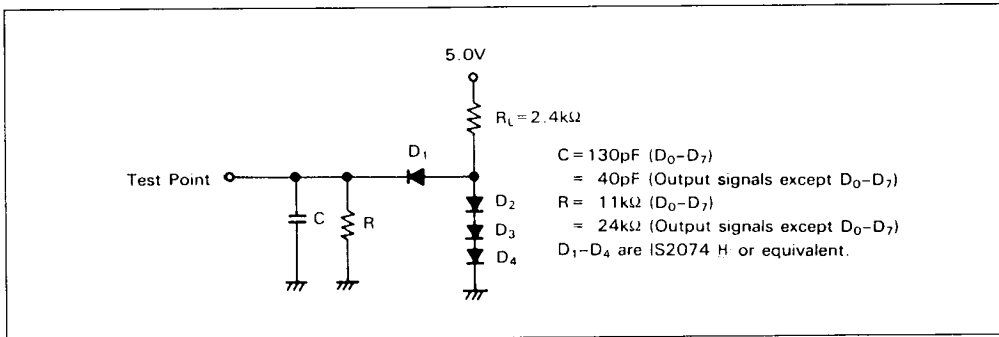 5.0V
R_L=2.4kΩ
D₁
C=130pF (D₀–D₇)
Test Point
= 40pF (Output signals except D₀–D₇)
C
R
D₂
R= 11kΩ (D₀–D₇)
D₃
= 24kΩ (Output signals except D₀–D₇)
D₄
D₁–D₄ are IS2074 H or equivalent.